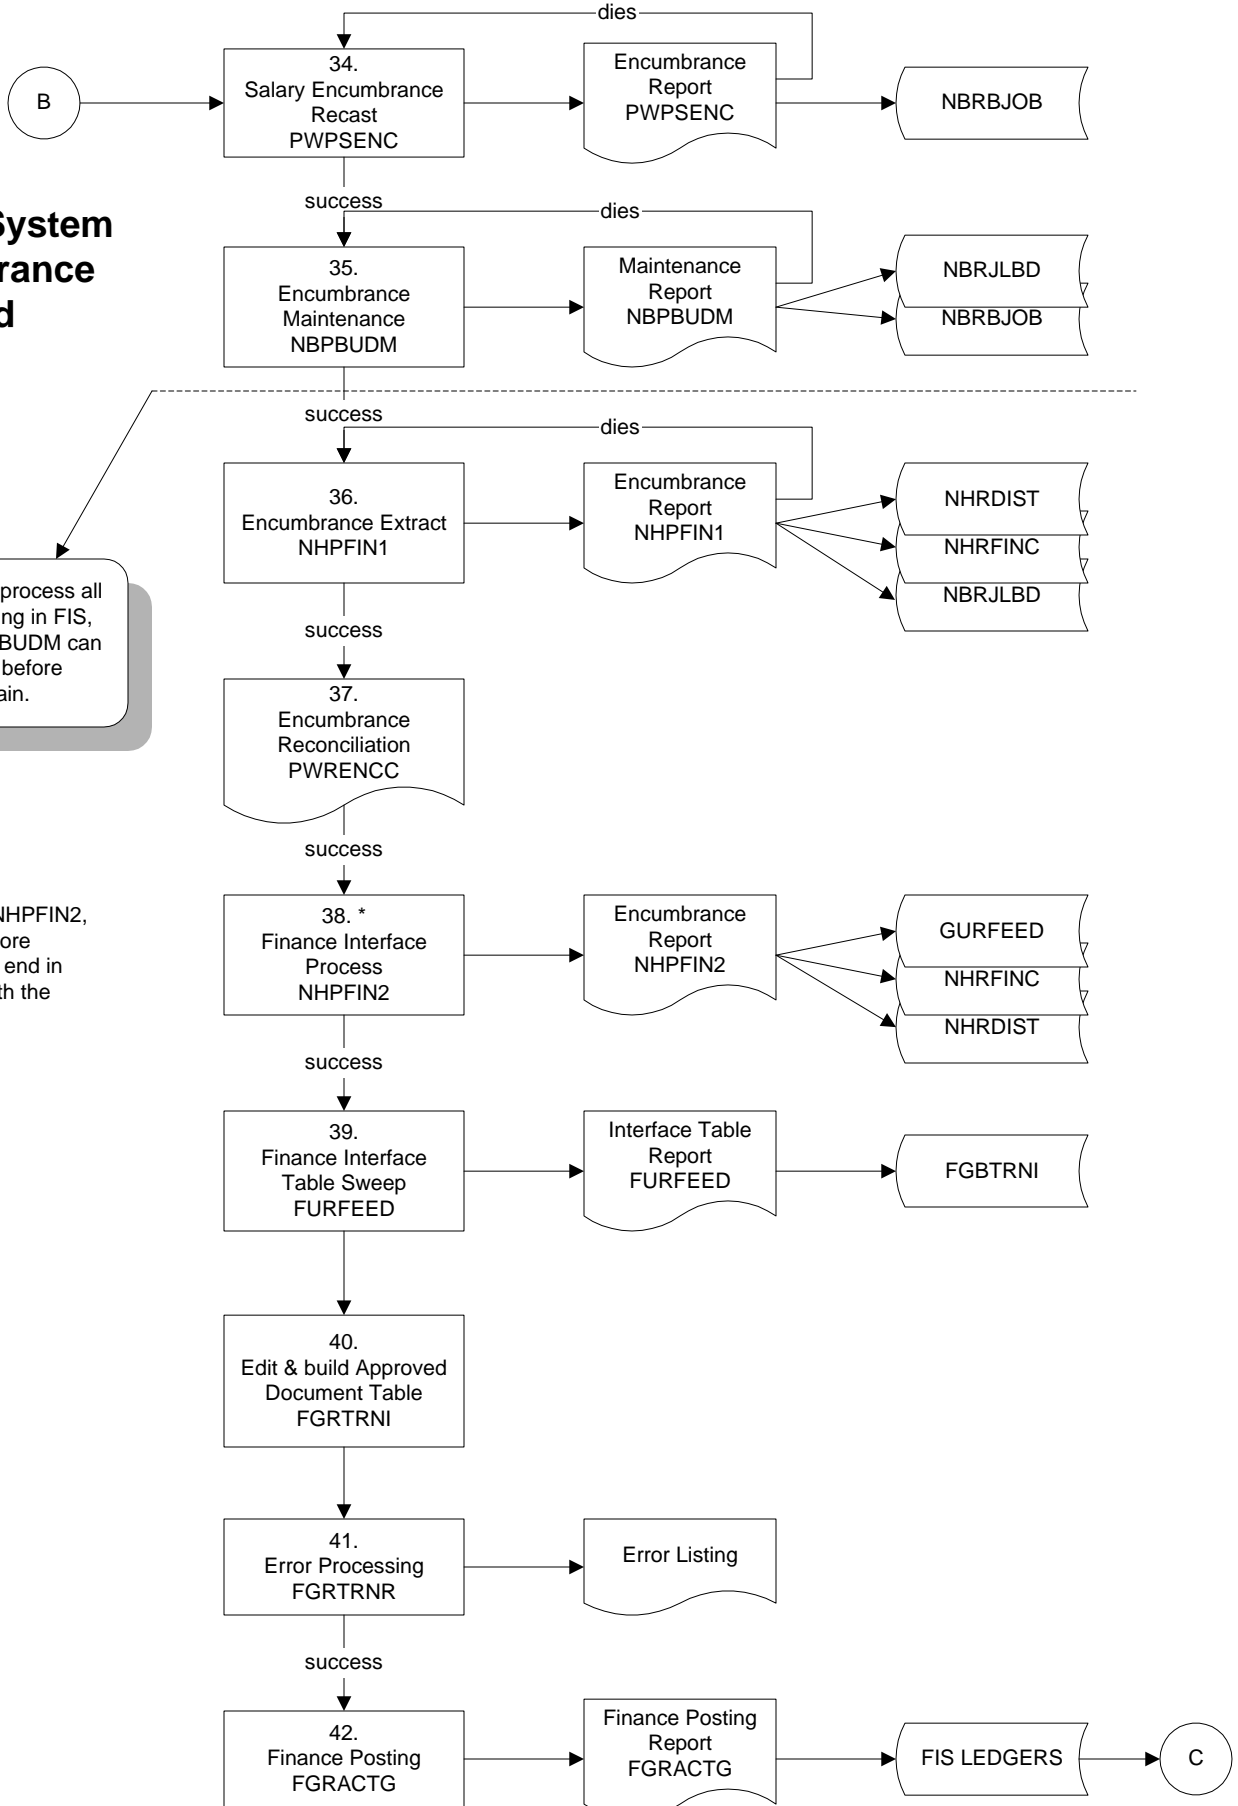 dies
34.
Salary Encumbrance
Recast
PWPSENC
Encumbrance
Report
PWPSENC
NBRBJOB
B
success
System
rance
d
dies
35.
Encumbrance
Maintenance
NBPBUDM
Maintenance
Report
NBPBUDM
NBRJLBD
NBRBJOB
success
dies
36.
Encumbrance Extract
NHPFIN1
Encumbrance
Report
NHPFIN1
NHRDIST
NHRFINC
NBRJLBD
process all
ng in FIS,
BUDM can
before
ain.
success
37.
Encumbrance
Reconciliation
PWRENCC
success
NHPFIN2,
ore
end in
th the
38. *
Finance Interface
Process
NHPFIN2
Encumbrance
Report
NHPFIN2
GURFEED
NHRFINC
NHRDIST
success
39.
Finance Interface
Table Sweep
FURFEED
Interface Table
Report
FURFEED
FGBTRNI
40.
Edit & build Approved
Document Table
FGRTRNI
41.
Error Processing
FGRTRNR
Error Listing
success
42.
Finance Posting
FGRACTG
Finance Posting
Report
FGRACTG
FIS LEDGERS
C